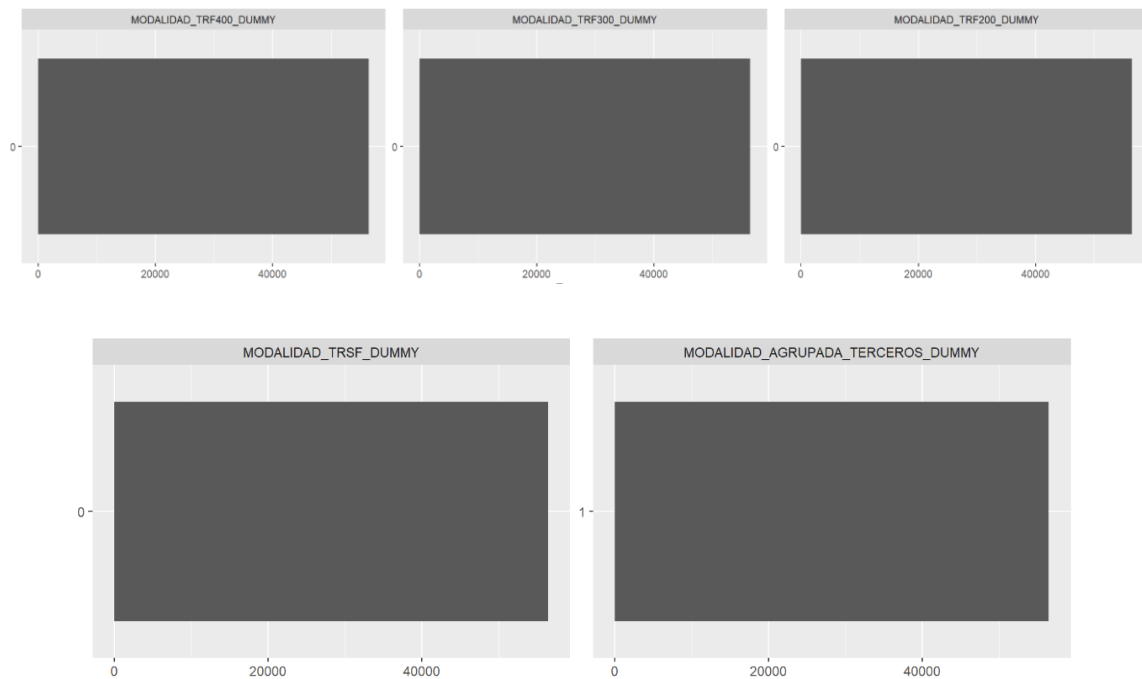 MODALIDAD_TRF400_DUMMY MODALIDAD_TRF300_DUMMY MODALIDAD_TRF200_DUMMY
0 0 0
0 20000 40000 0 20000 40000 0 20000 40000
MODALIDAD_TRSF_DUMMY MODALIDAD_AGRUPADA_TERCEROS_DUMMY
0 1
0 20000 40000 0 20000 40000